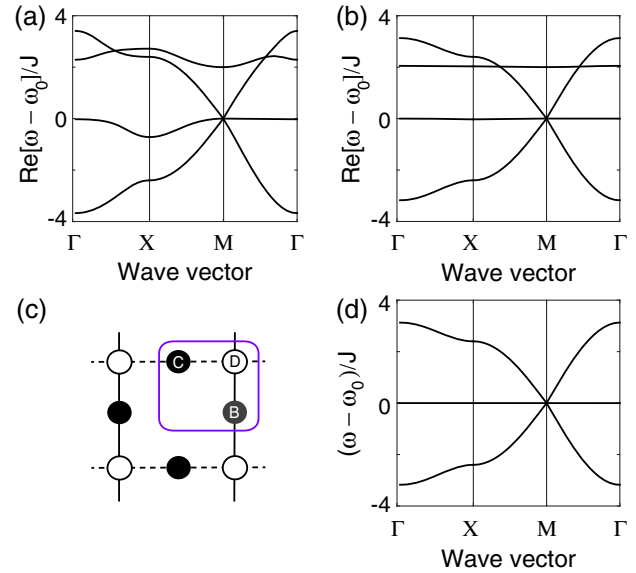 (a)
(b)
4
0
-4
Re[ω − ω₀]/J
Γ X M Γ
Wave vector
4
0
-4
Re[ω − ω₀]/J
Γ X M Γ
Wave vector
(c)
C
D
B
(d)
4
0
-4
(ω − ω₀)/J
Γ X M Γ
Wave vector